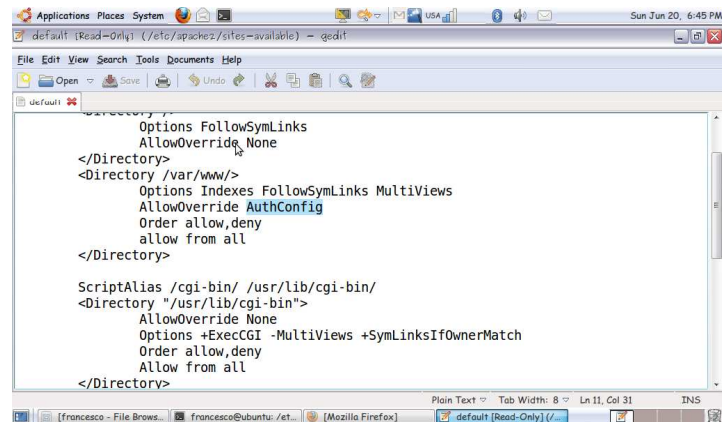 Applications Places System
USA
Sun Jun 20, 6:45 PM
default [Read-Only] (/etc/apache2/sites-available) - gedit
File Edit View Search Tools Documents Help
Open Save Undo
default
<Directory />
Options FollowSymLinks
AllowOverride None
</Directory>
<Directory /var/www/>
Options Indexes FollowSymLinks MultiViews
AllowOverride AuthConfig
Order allow,deny
allow from all
</Directory>
ScriptAlias /cgi-bin/ /usr/lib/cgi-bin/
<Directory "/usr/lib/cgi-bin">
AllowOverride None
Options +ExecCGI -MultiViews +SymLinksIfOwnerMatch
Order allow,deny
Allow from all
</Directory>
Plain Text Tab Width: 8 Ln 11, Col 31 INS
[francesco - File Brows... francesco@ubuntu: /et... [Mozilla Firefox] default [Read-Only] (/...